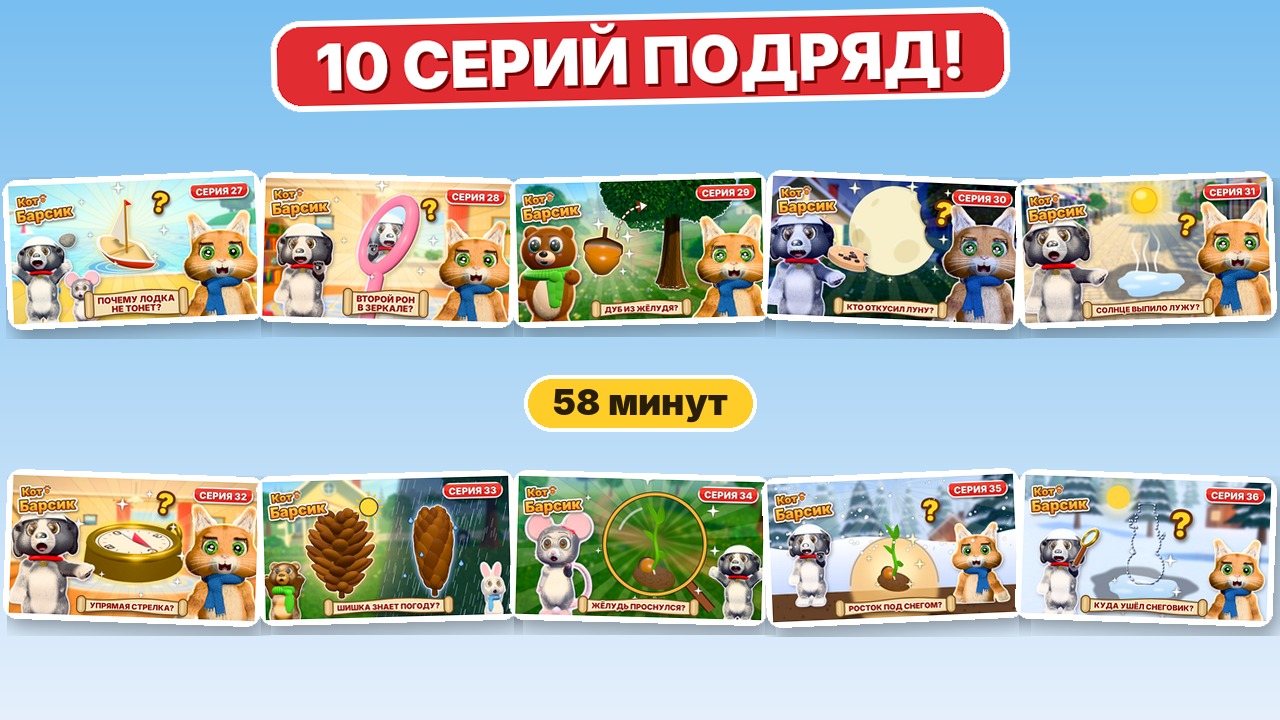 10 СЕРИЙ ПОДРЯД!
Кот
Барсик
СЕРИЯ 27
ПОЧЕМУ ЛОДКА
НЕ ТОНЕТ?
Кот
Барсик
СЕРИЯ 28
ВТОРОЙ РОН
В ЗЕРКАЛЕ?
Кот
Барсик
СЕРИЯ 29
ДУБ ИЗ ЖЁЛУДЯ?
Кот
Барсик
СЕРИЯ 30
КТО ОТКУСИЛ ЛУНУ?
Кот
Барсик
СЕРИЯ 31
СОЛНЦЕ ВЫПИЛО ЛУЖУ?
58 минут
Кот
Барсик
СЕРИЯ 32
УПРЯМАЯ СТРЕЛКА?
Кот
Барсик
СЕРИЯ 33
ШИШКА ЗНАЕТ ПОГОДУ?
Кот
Барсик
СЕРИЯ 34
ЖЁЛУДЬ ПРОСНУЛСЯ?
Кот
Барсик
СЕРИЯ 35
РОСТОК ПОД СНЕГОМ?
Кот
Барсик
СЕРИЯ 36
КУДА УШЁЛ СНЕГОВИК?